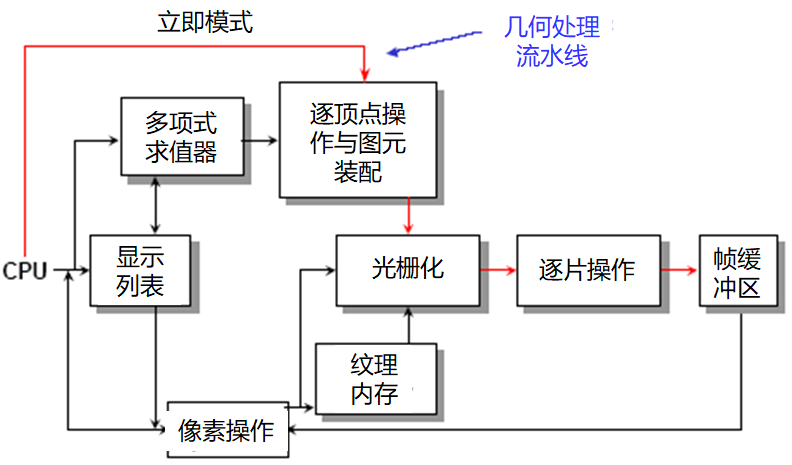 立即模式
几何处理
流水线
多项式
求值器
逐顶点操
作与图元
装配
CPU
显示
列表
光栅化
逐片操作
帧缓
冲区
纹理
内存
像素操作